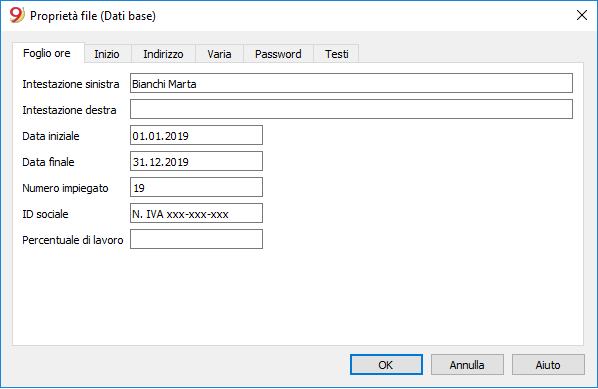 9 Proprietà file (Dati base)
Foglio ore Inizio Indirizzo Varia Password Testi
Intestazione sinistra Bianchi Marta
Intestazione destra
Data iniziale 01.01.2019
Data finale 31.12.2019
Numero impiegato 19
ID sociale N. IVA xxx-xxx-xxx
Percentuale di lavoro
OK Annulla Aiuto